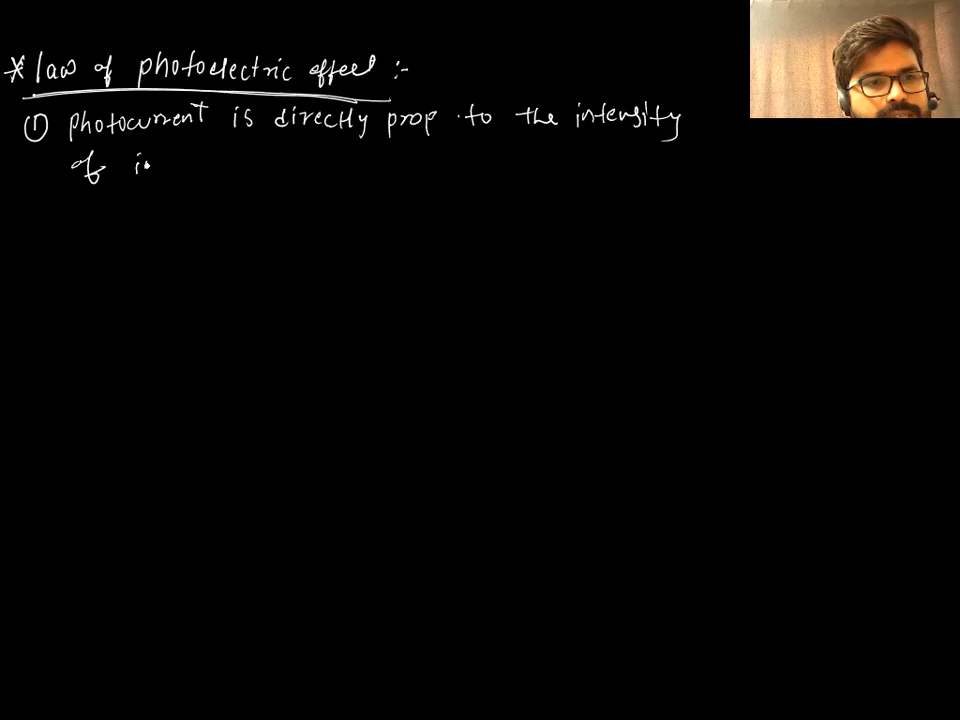 * law of photoelectric effect :-
① photocurrent is directly prop. to the intensity
of i